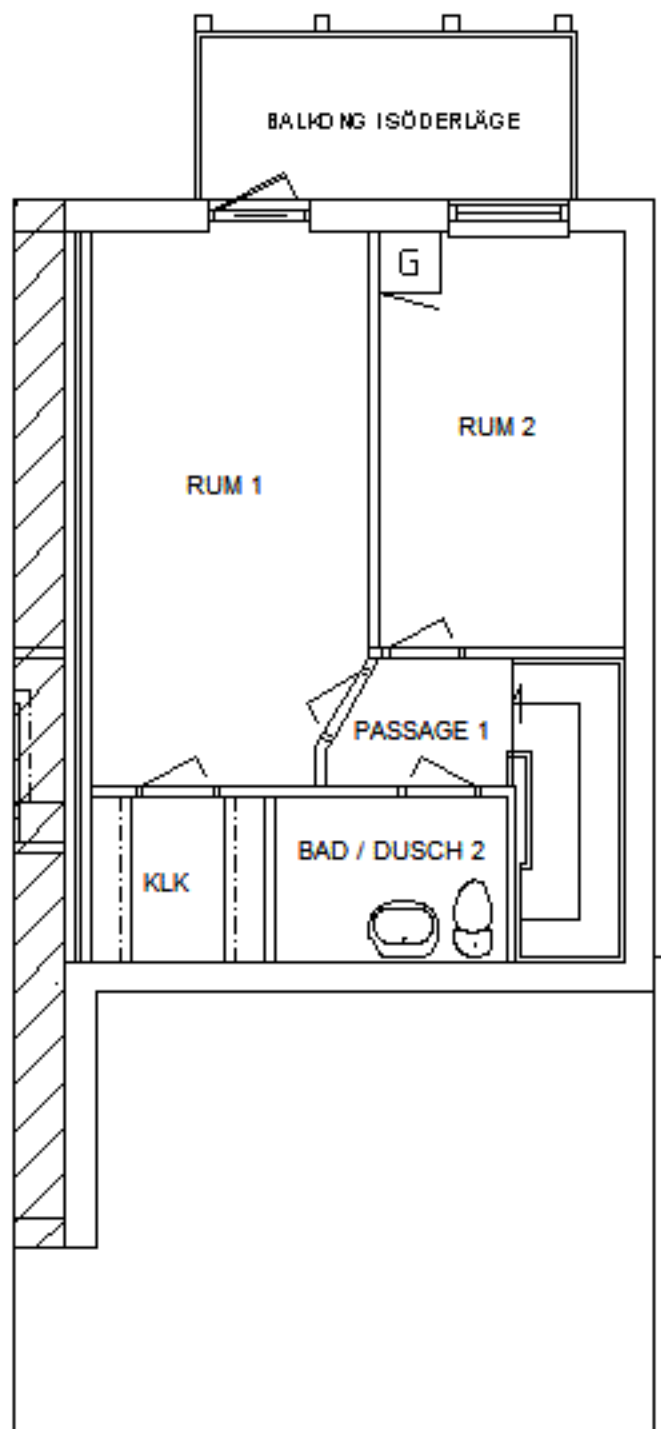 BALKONG I SÖDERLÄGE
G
RUM 2
RUM 1
PASSAGE 1
BAD / DUSCH 2
KLK